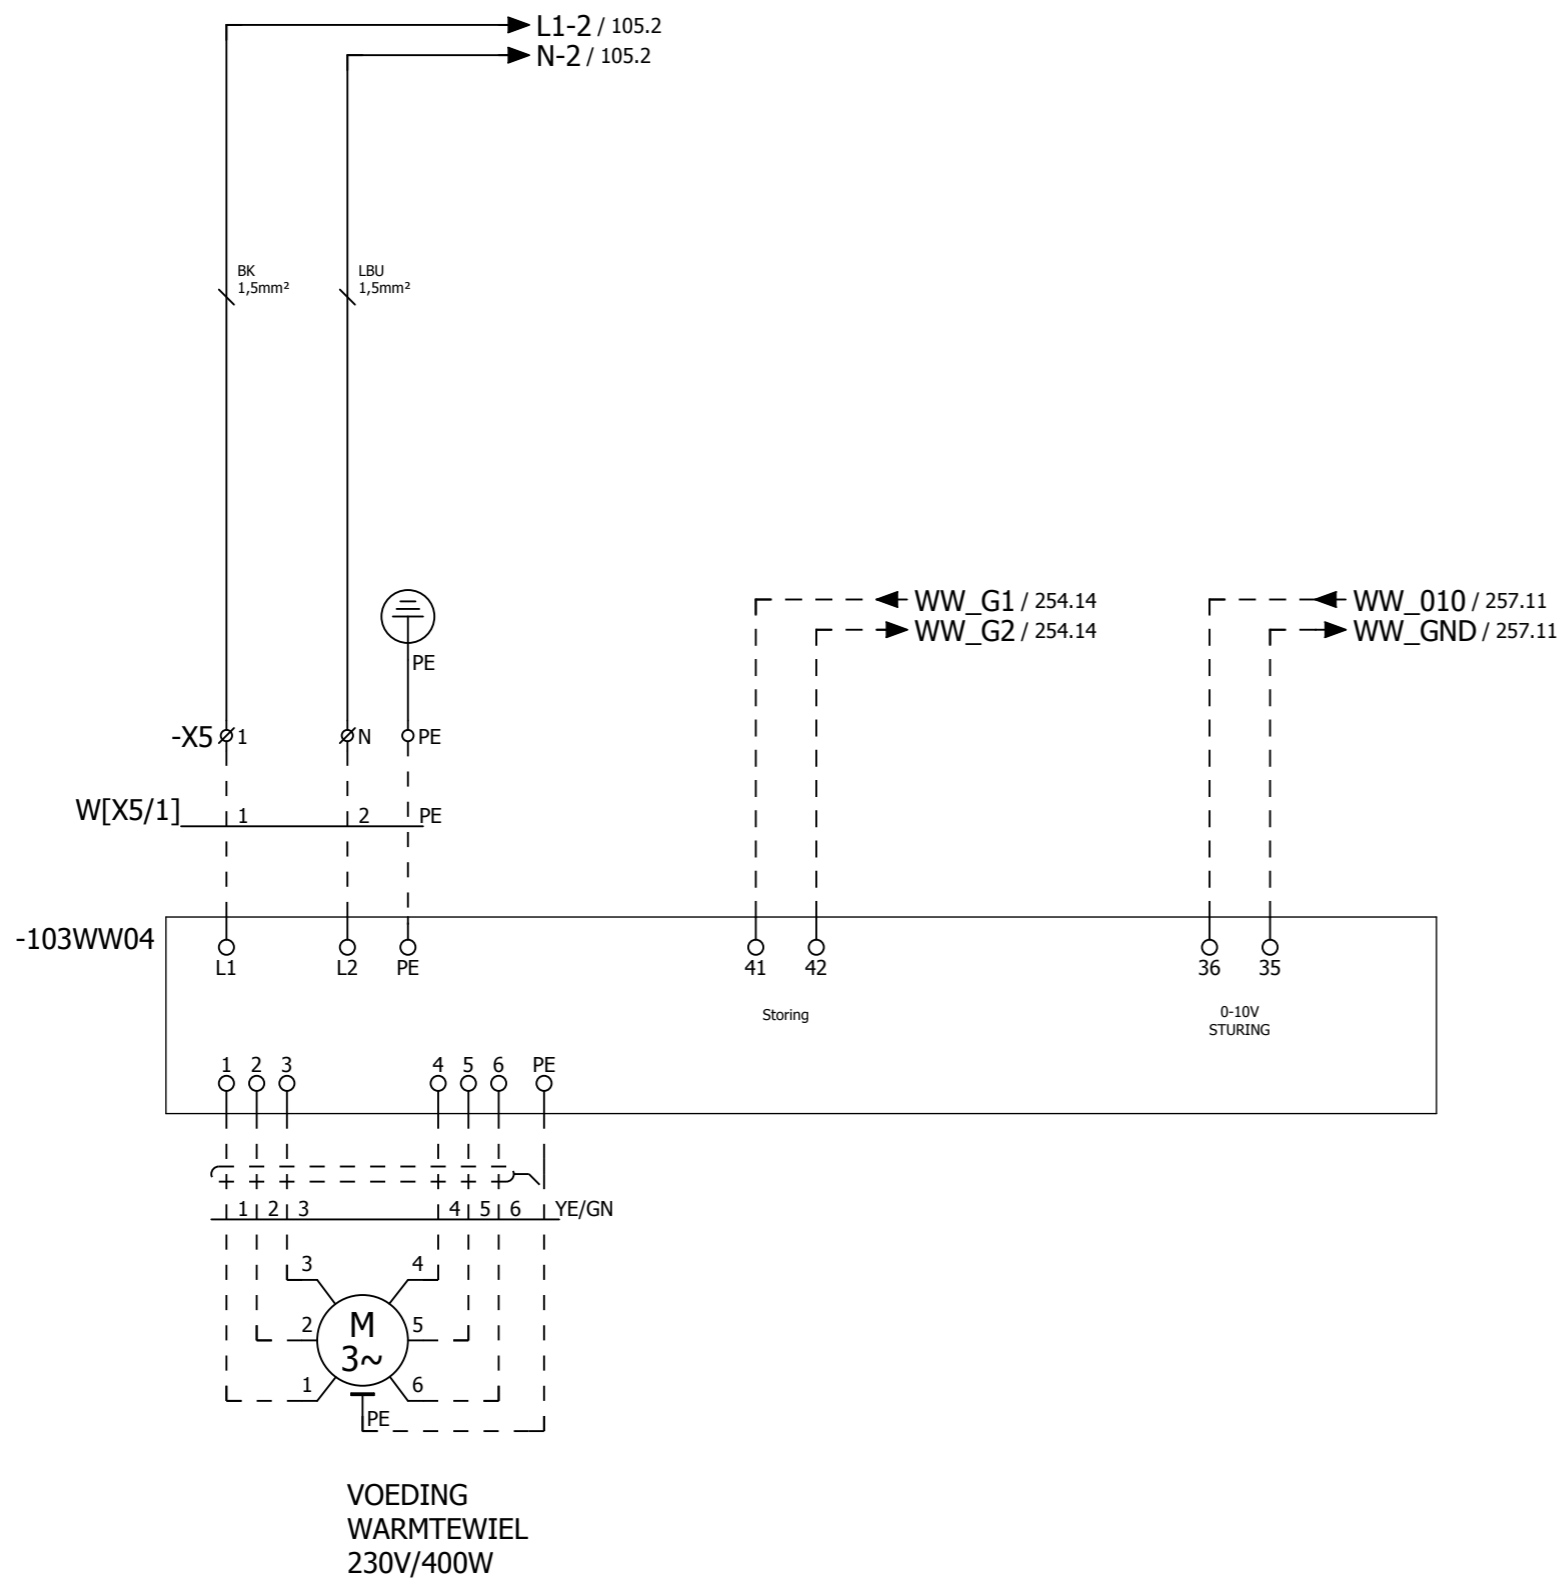 L1-2 / 105.2
N-2 / 105.2
BK
1,5mm²
LBU
1,5mm²
WW_G1 / 254.14
WW_G2 / 254.14
WW_010 / 257.11
WW_GND / 257.11
PE
-X5 1 N PE
W[X5/1] 1 2 PE
-103WW04
L1 L2 PE 41 42 36 35
Storing
0-10V
STURING
1 2 3 4 5 6 PE
1 2 3 4 5 6 YE/GN
3 4
M
2 5
3~
1 6
PE
VOEDING
WARMTEWIEL
230V/400W